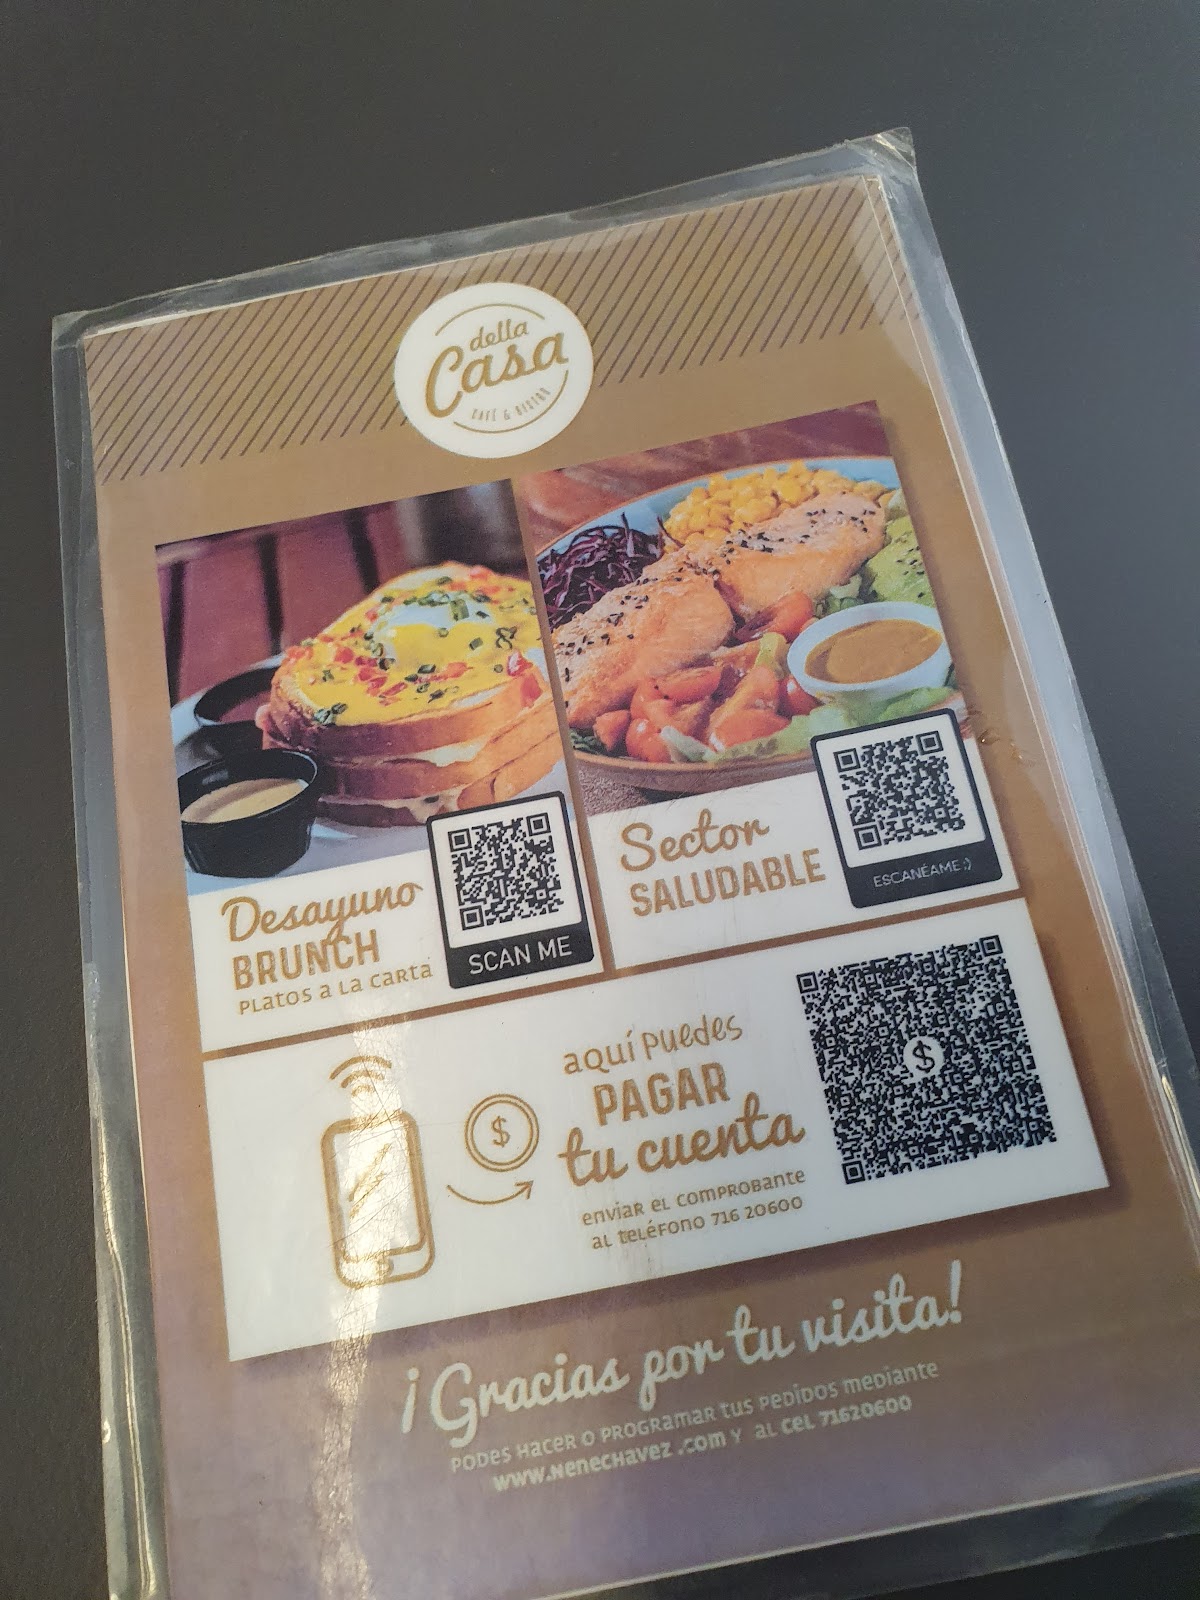 della
Casa
CAFÉ & BISTRO
Desayuno
BRUNCH
PLatos a La carta
SCAN ME
Sector
SALUDABLE
ESCANÉAME;)
aquí puedes
PAGAR
tu cuenta
enviar el comprobante
al teléfono 716 20600
$
$
¡Gracias por tu visita!
PODES HACER O PROGRAMAR TUS PEDIDOS MEDIANTE
www.NENECHAVEZ.com Y AL CEL 71620600